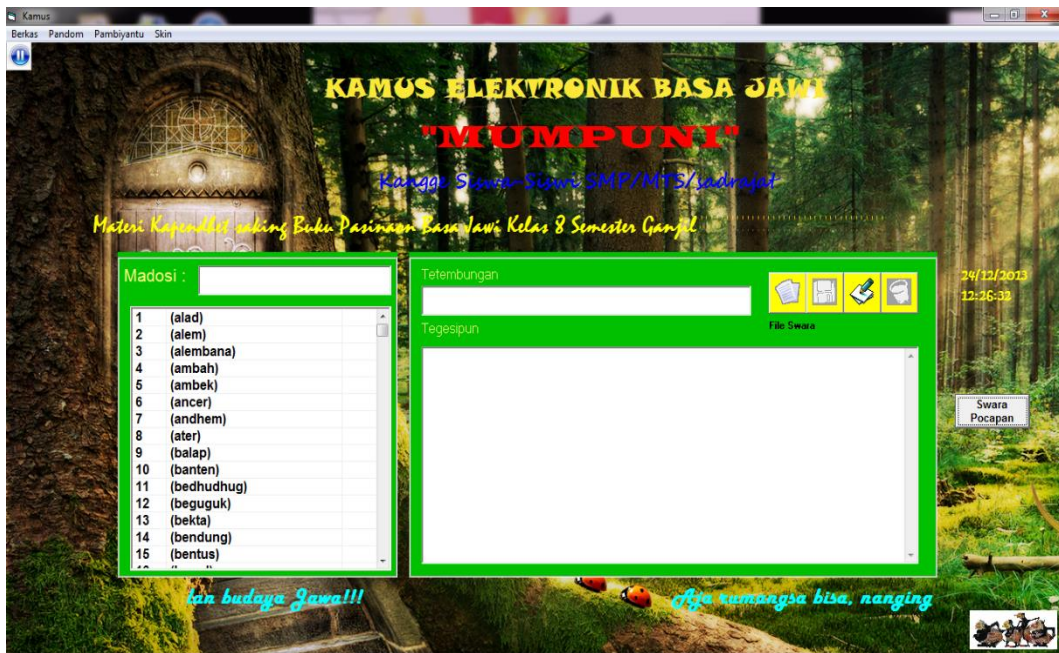 Kamus
Berkas Pandom Pambiyantu Skin
KAMUS ELEKTRONIK BASA JAWI
"MUMPUNI"
Kangge Siswa-Siswi SMP/MTS/sadrajat
Materi Kapendhet saking Buku Pasinaon Basa Jawi Kelas 8 Semester Ganjil
Madosi :
1 (alad)
2 (alem)
3 (alembana)
4 (ambah)
5 (ambek)
6 (ancer)
7 (andhem)
8 (ater)
9 (balap)
10 (banten)
11 (bedhudhug)
12 (beguguk)
13 (bekta)
14 (bendung)
15 (bentus)
Tetembungan
Tegesipun
File Swara
24/12/2013
12:26:32
Swara
Pocapan
lan budaya Jawa!!!
Aja rumangsa bisa, nanging